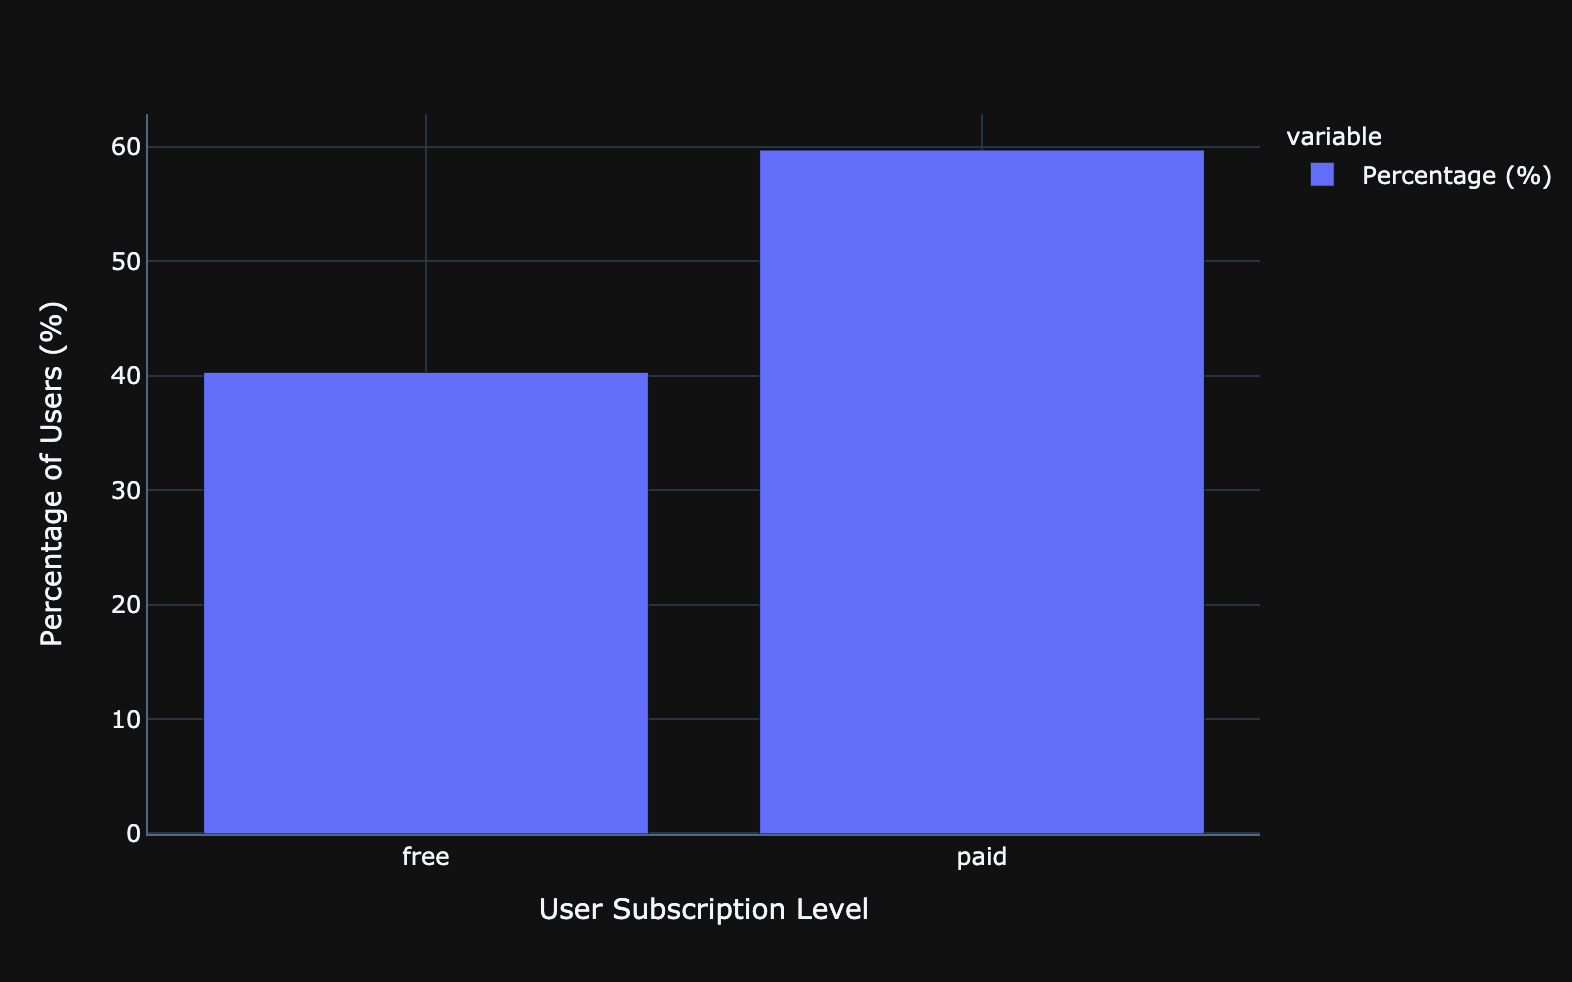 variable
Percentage (%)
Percentage of Users (%)
60
50
40
30
20
10
0
free
paid
User Subscription Level